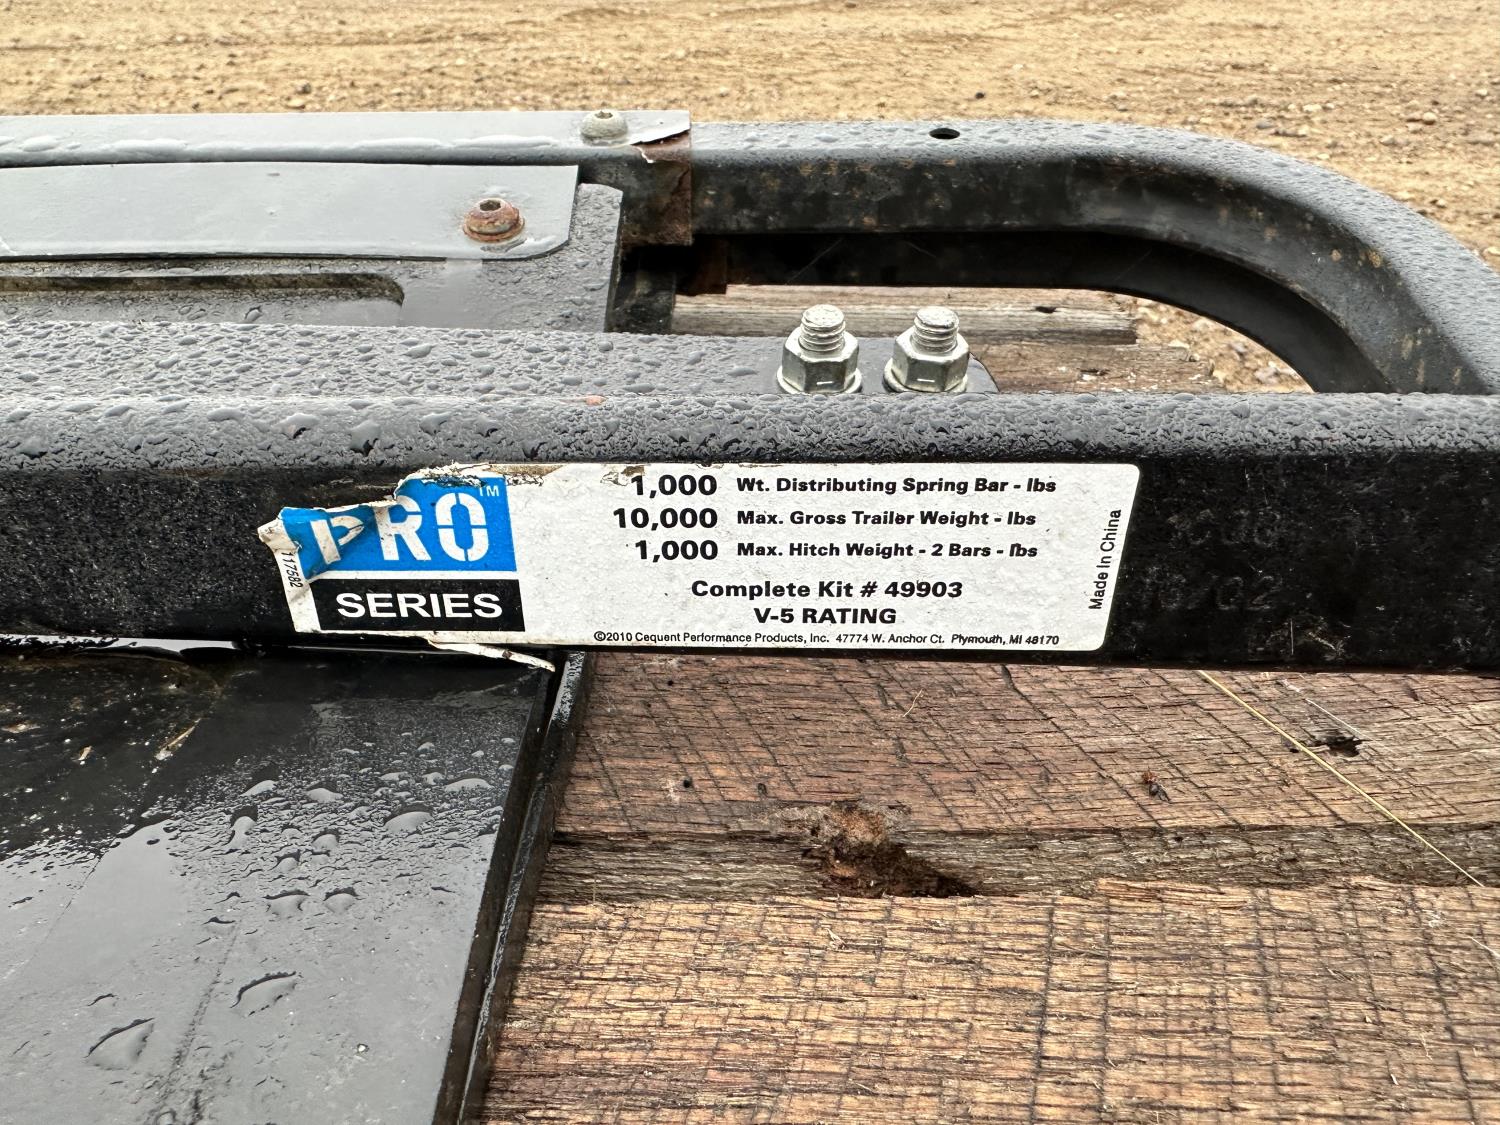 PRO™
SERIES
117582
1,000 Wt. Distributing Spring Bar - lbs
10,000 Max. Gross Trailer Weight - lbs
1,000 Max. Hitch Weight - 2 Bars - lbs
Complete Kit # 49903
V-5 RATING
©2010 Cequent Performance Products, Inc. 47774 W. Anchor Ct. Plymouth, MI 48170
Made In China